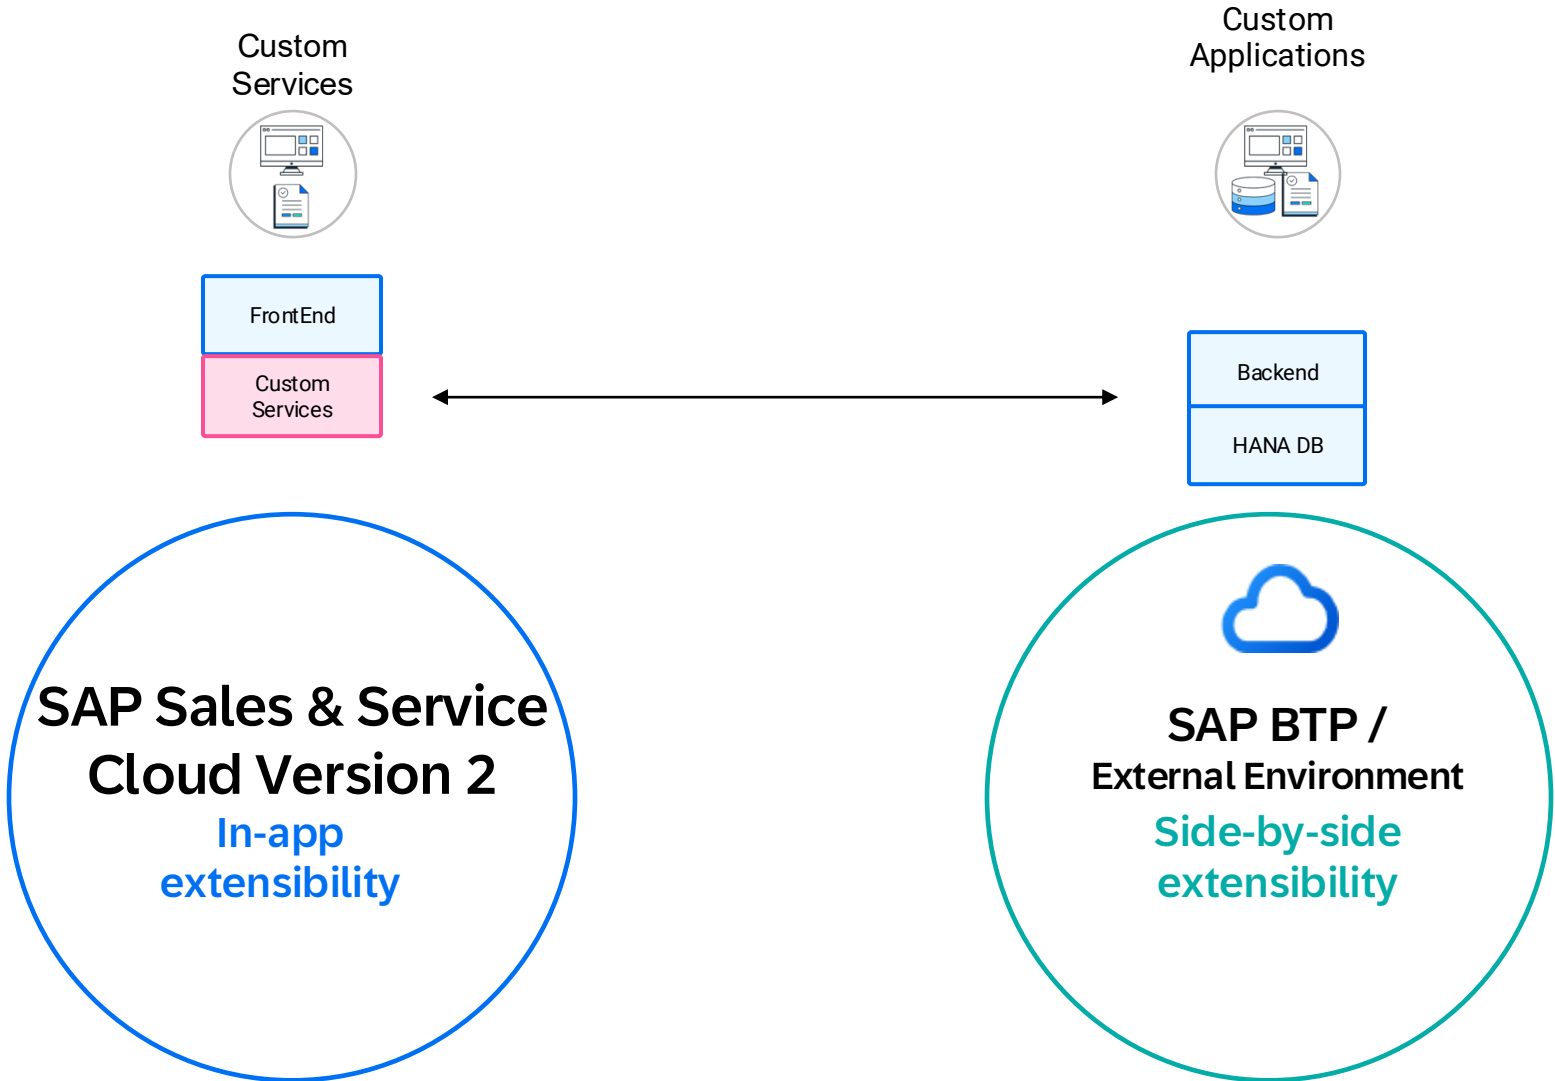 Custom
Services
Custom
Applications
FrontEnd
Custom
Services
Backend
HANA DB
SAP Sales & Service
Cloud Version 2
In-app
extensibility
SAP BTP /
External Environment
Side-by-side
extensibility